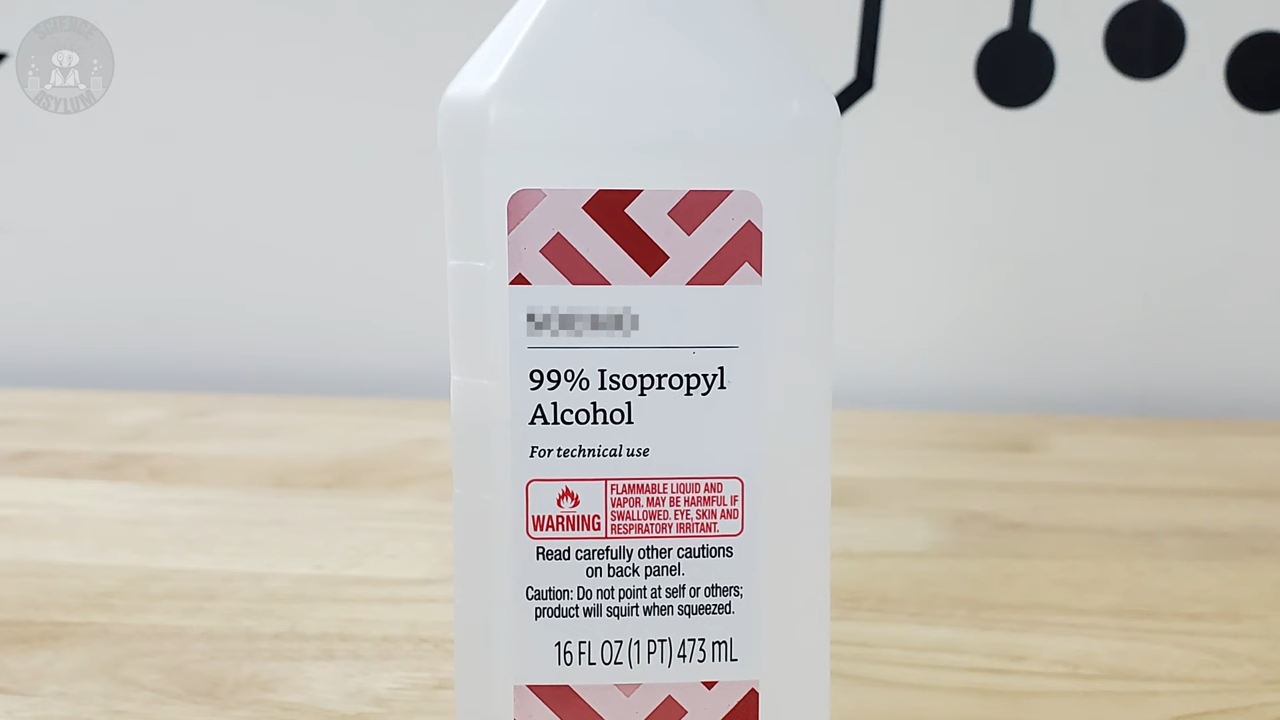 SCIENCE
ASYLUM
99% Isopropyl
Alcohol
For technical use
WARNING
FLAMMABLE LIQUID AND
VAPOR. MAY BE HARMFUL IF
SWALLOWED. EYE, SKIN AND
RESPIRATORY IRRITANT.
Read carefully other cautions
on back panel.
Caution: Do not point at self or others;
product will squirt when squeezed.
16 FL OZ (1 PT) 473 mL